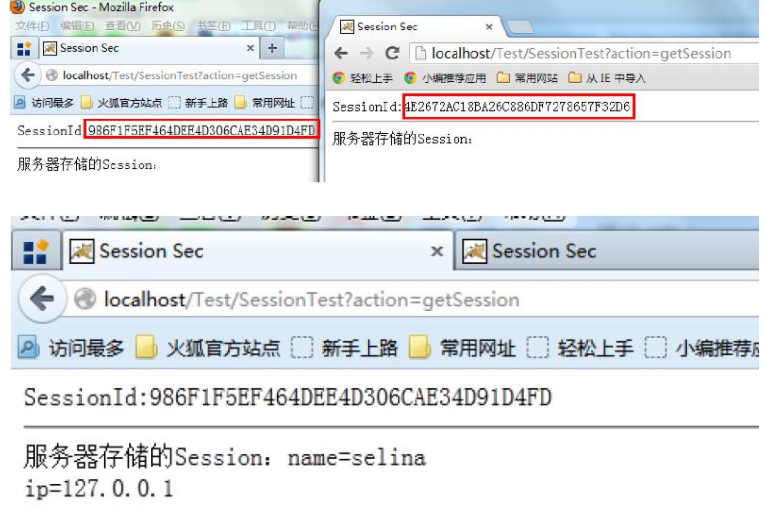 Session Sec - Mozilla Firefox
文件(F) 编辑(E) 查看(V) 历史(S) 书签(B) 工具(T) 帮助(
Session Sec × +
localhost/Test/SessionTest?action=getSession
访问最多 火狐官方站点 新手上路 常用网址
SessionId:986F1F5EF464DEE4D306CAE34D91D4FD
服务器存储的Session:
Session Sec ×
localhost/Test/SessionTest?action=getSession
轻松上手 小编推荐应用 常用网站 从 IE 中导入
SessionId:4E2672AC18BA26C886DF7278657F32D6
服务器存储的Session:
Session Sec × Session Sec
localhost/Test/SessionTest?action=getSession
访问最多 火狐官方站点 新手上路 常用网址 轻松上手 小编推荐
SessionId:986F1F5EF464DEE4D306CAE34D91D4FD
服务器存储的Session: name=selina
ip=127.0.0.1